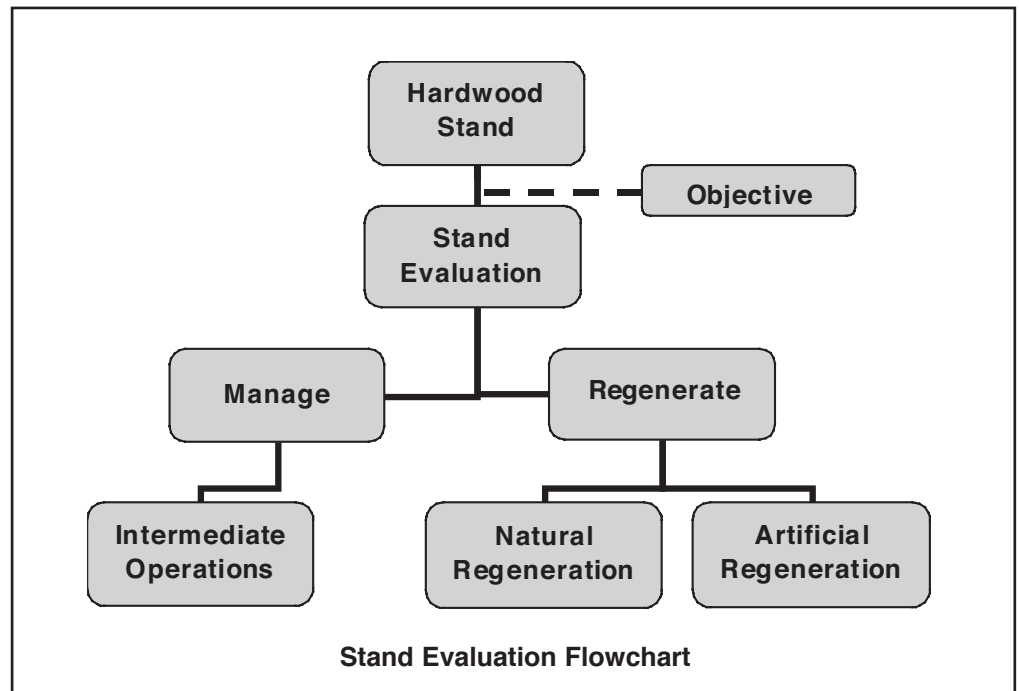 Hardwood
Stand
Objective
Stand
Evaluation
Manage
Regenerate
Intermediate
Operations
Natural
Regeneration
Artificial
Regeneration
Stand Evaluation Flowchart